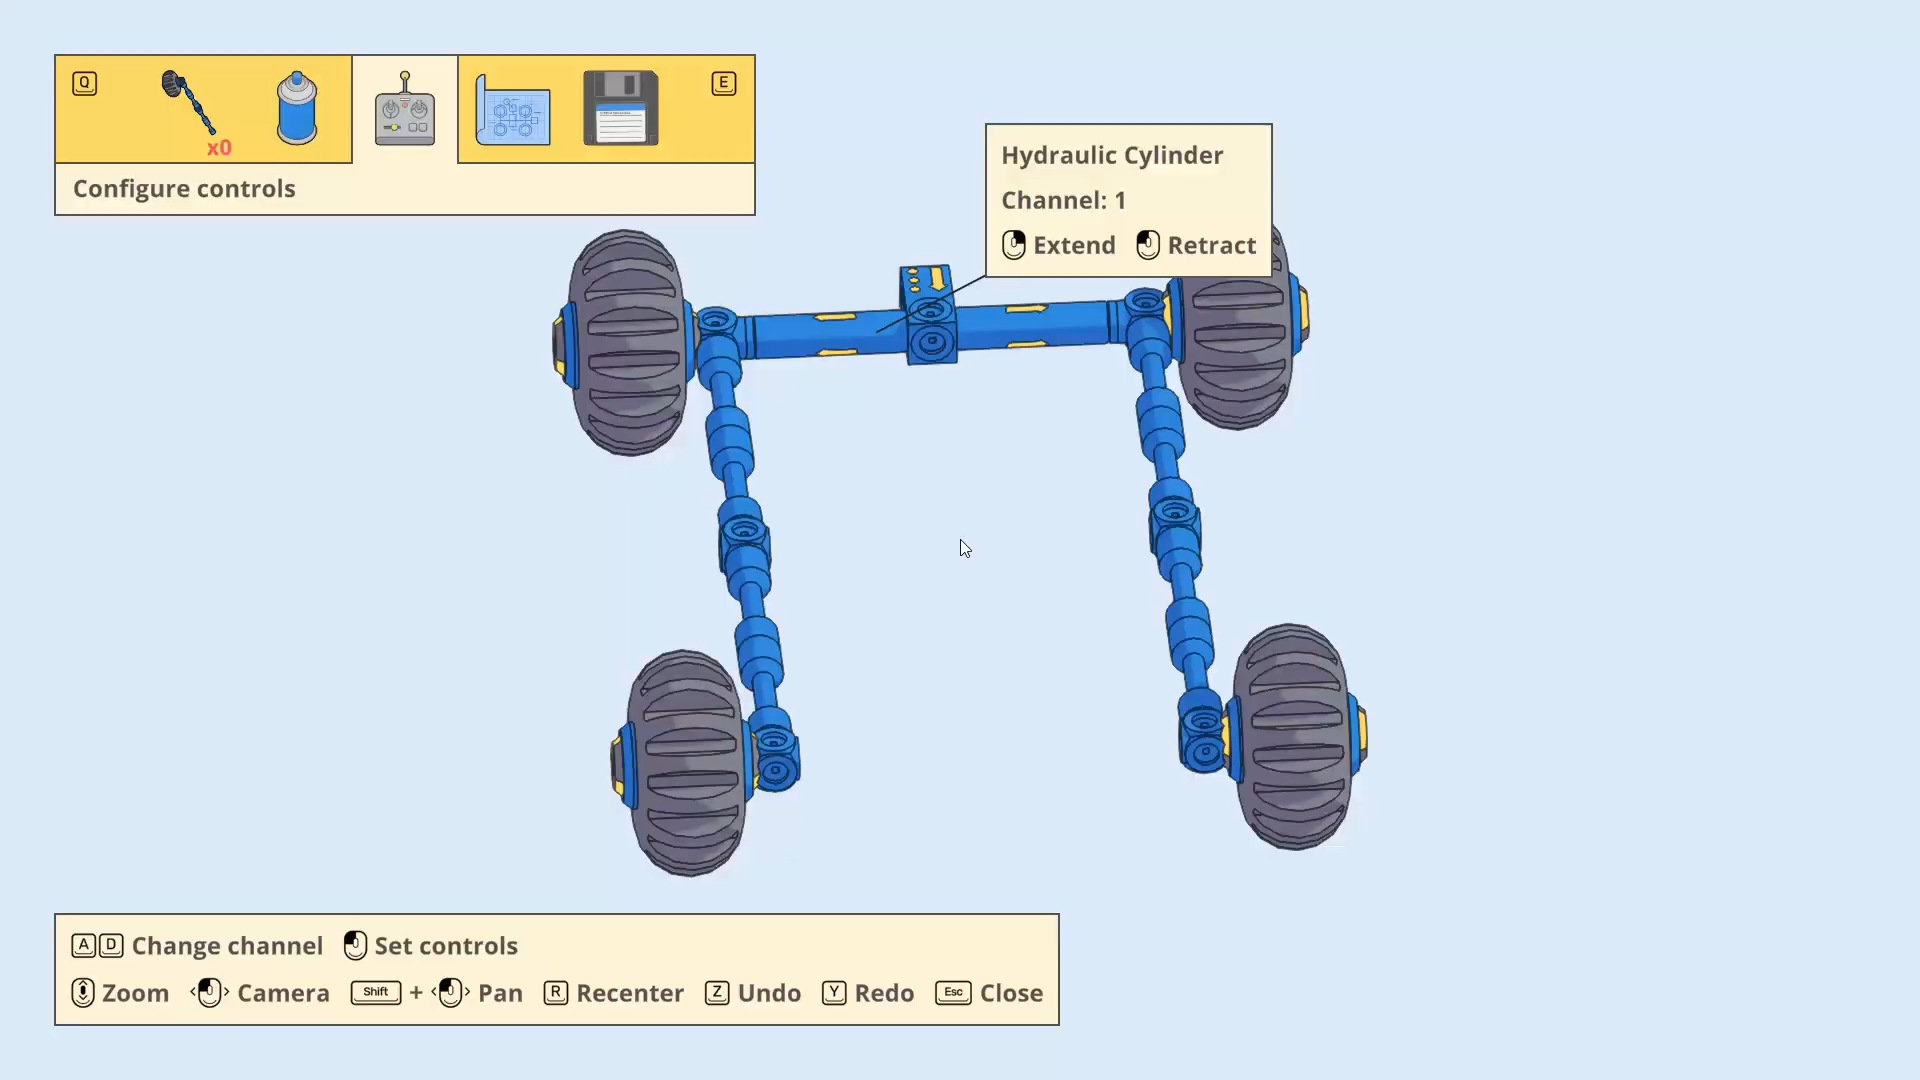 Q
E
x0
Configure controls
Hydraulic Cylinder
Channel: 1
Extend Retract
A D Change channel Set controls
Zoom Camera Shift + Pan R Recenter Z Undo Y Redo Esc Close